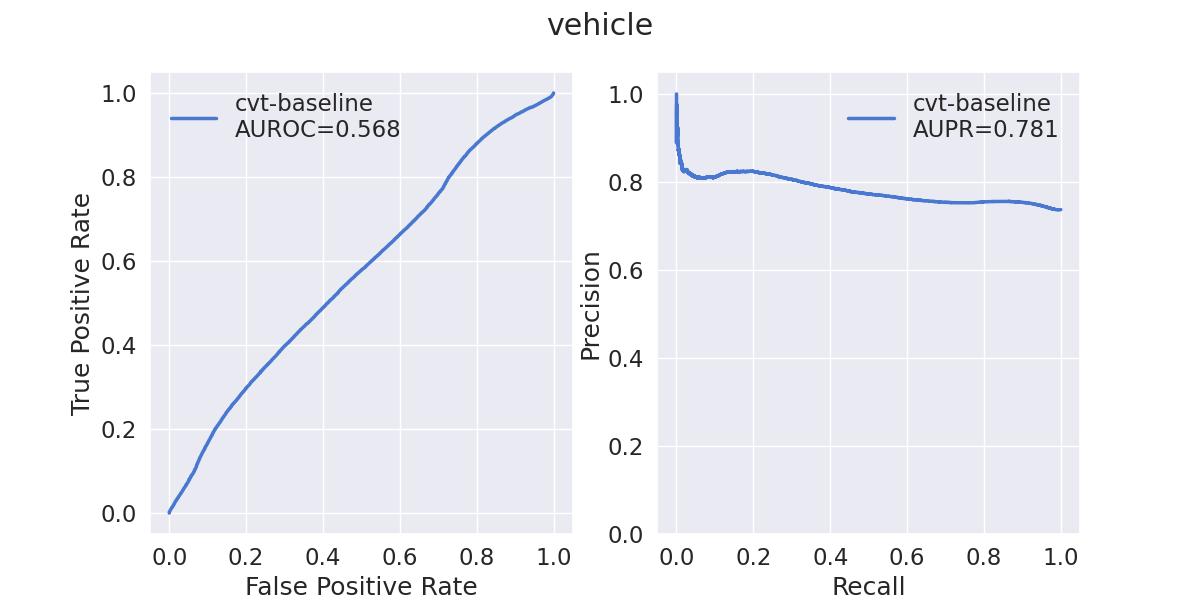 vehicle
cvt-baseline
AUROC=0.568
1.0
0.8
0.6
0.4
0.2
0.0
True Positive Rate
0.0 0.2 0.4 0.6 0.8 1.0
False Positive Rate
cvt-baseline
AUPR=0.781
1.0
0.8
0.6
0.4
0.2
0.0
Precision
0.0 0.2 0.4 0.6 0.8 1.0
Recall